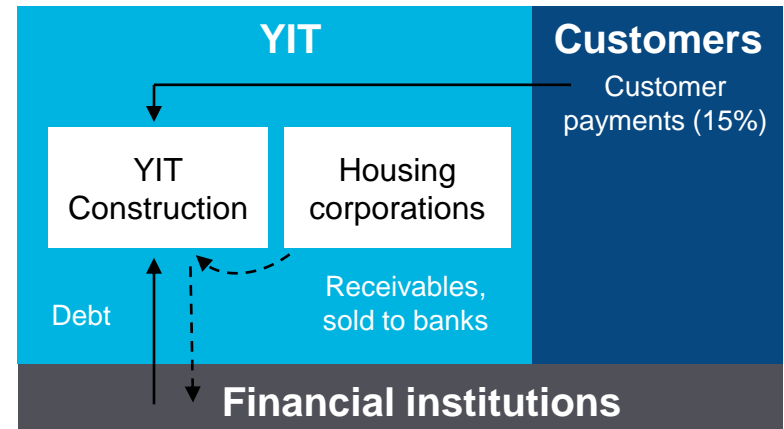 YIT
Customers
Customer
payments (15%)
YIT
Construction
Housing
corporations
Debt
Receivables,
sold to banks
Financial institutions